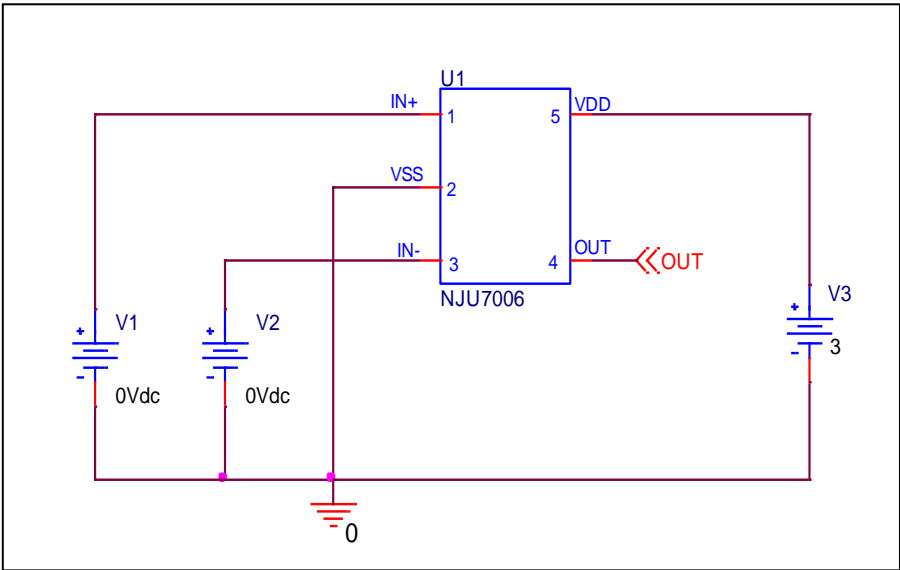 U1
IN+
1
5
VDD
VSS
2
IN-
3
4
OUT
OUT
NJU7006
V1
V2
V3
+
+
+
-
-
-
3
0Vdc
0Vdc
0